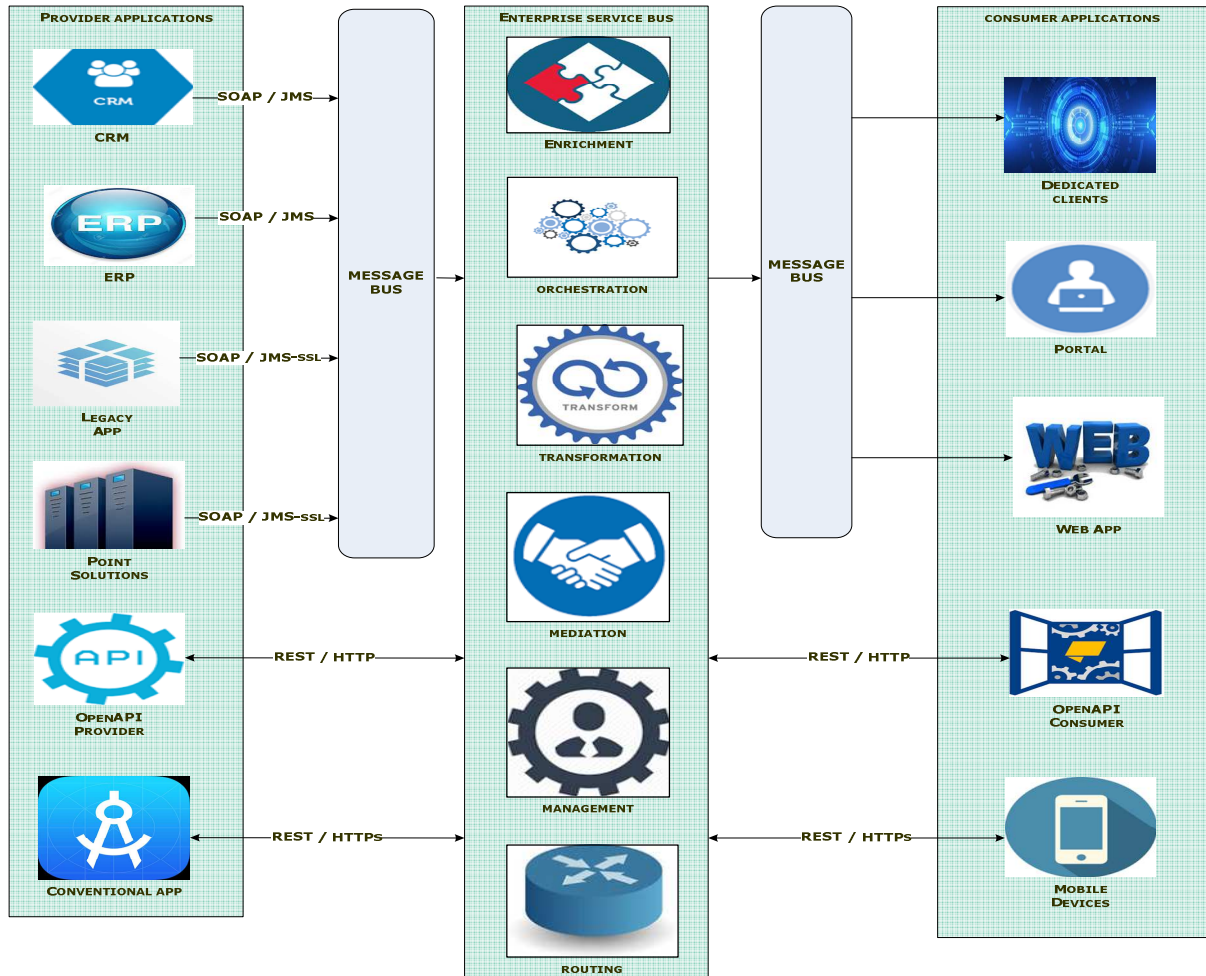 PROVIDER APPLICATIONS
CRM
CRM
ERP
ERP
LEGACY
APP
POINT
SOLUTIONS
API
OPENAPI
PROVIDER
CONVENTIONAL APP
SOAP / JMS
SOAP / JMS
SOAP / JMS-SSL
SOAP / JMS-SSL
REST / HTTP
REST / HTTPS
MESSAGE
BUS
ENTERPRISE SERVICE BUS
ENRICHMENT
ORCHESTRATION
TRANSFORM
TRANSFORMATION
MEDIATION
MANAGEMENT
ROUTING
MESSAGE
BUS
REST / HTTP
REST / HTTPS
CONSUMER APPLICATIONS
DEDICATED
CLIENTS
PORTAL
WEB
WEB APP
OPENAPI
CONSUMER
MOBILE
DEVICES